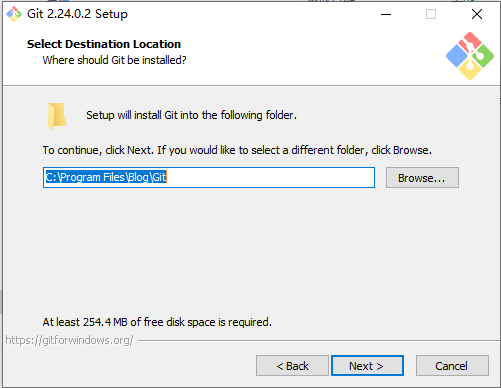 Git 2.24.0.2 Setup
Select Destination Location
Where should Git be installed?
Setup will install Git into the following folder.
To continue, click Next. If you would like to select a different folder, click Browse.
C:\Program Files\Blog\Git
Browse...
At least 254.4 MB of free disk space is required.
https://gitforwindows.org/
< Back
Next >
Cancel